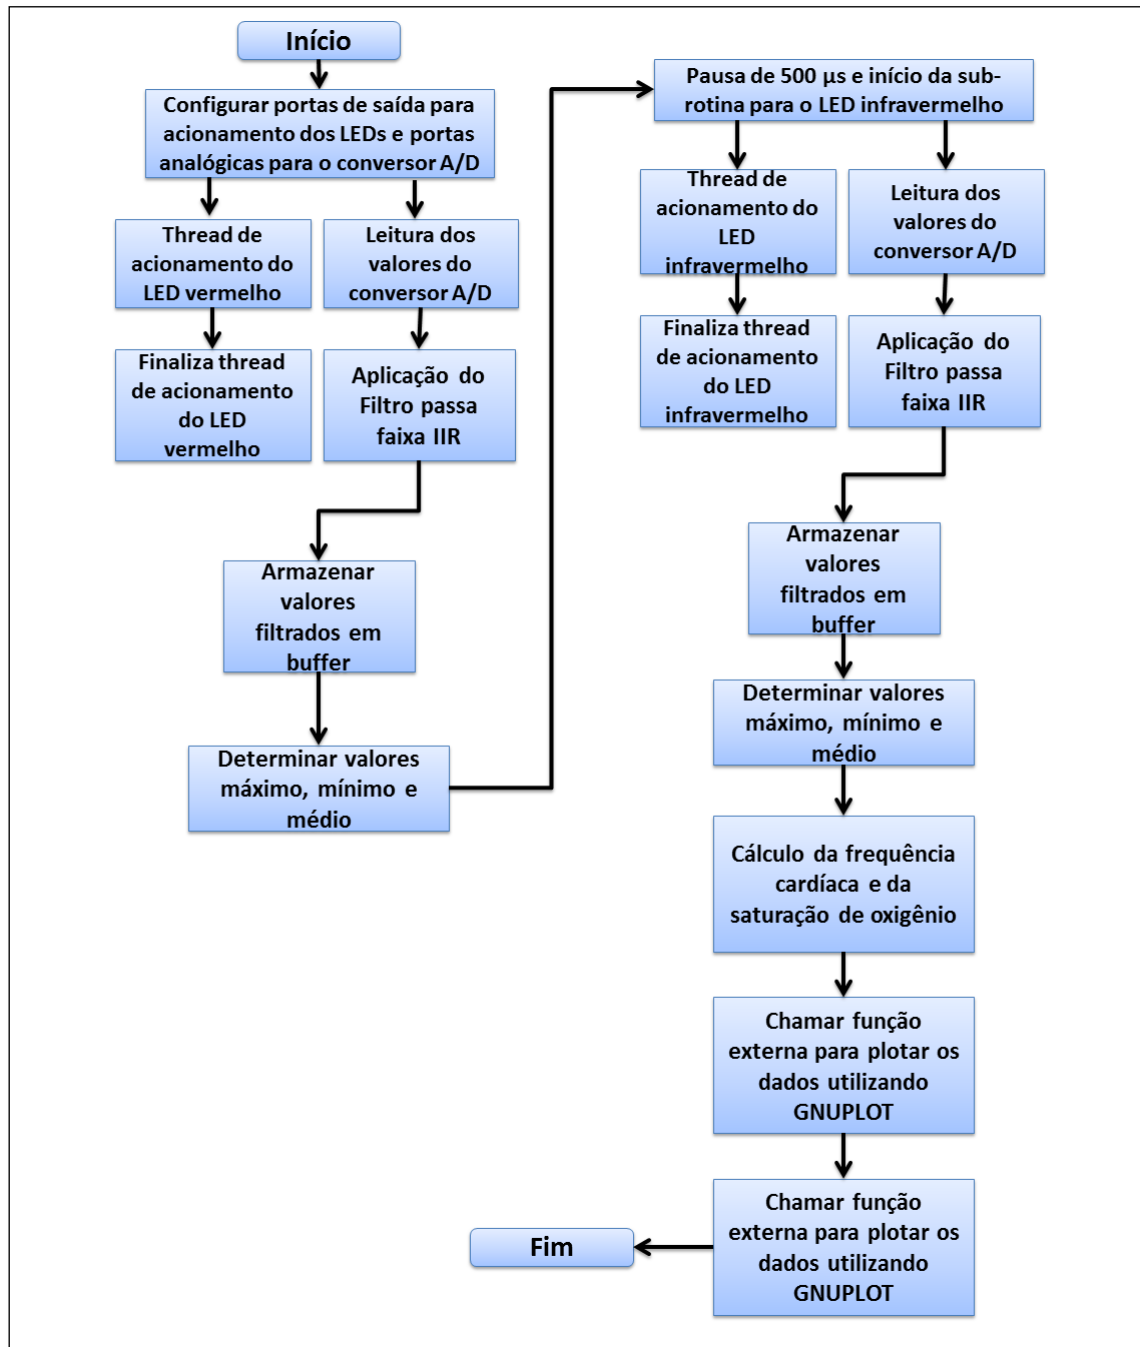 Início
Configurar portas de saída para
acionamento dos LEDs e portas
analógicas para o conversor A/D
Thread de
acionamento do
LED vermelho
Leitura dos
valores do
conversor A/D
Finaliza thread
de acionamento
do LED
vermelho
Aplicação do
Filtro passa
faixa IIR
Armazenar
valores
filtrados em
buffer
Determinar valores
máximo, mínimo e
médio
Pausa de 500 µs e início da sub-
rotina para o LED infravermelho
Thread de
acionamento do
LED
infravermelho
Leitura dos
valores do
conversor A/D
Finaliza thread
de acionamento
do LED
infravermelho
Aplicação do
Filtro passa
faixa IIR
Armazenar
valores
filtrados em
buffer
Determinar valores
máximo, mínimo e
médio
Cálculo da frequência
cardíaca e da
saturação de oxigênio
Chamar função
externa para plotar os
dados utilizando
GNUPLOT
Chamar função
externa para plotar os
dados utilizando
GNUPLOT
Fim